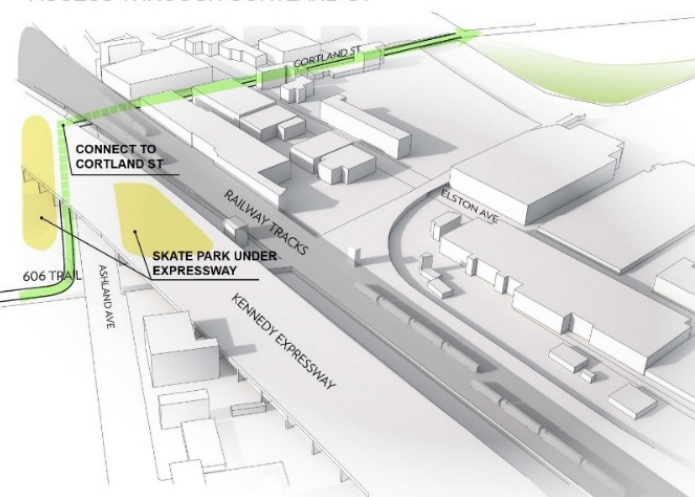 ACCESS THROUGH CORTLAND ST
CORTLAND ST
CONNECT TO
CORTLAND ST
RAILWAY TRACKS
ELSTON AVE
SKATE PARK UNDER
EXPRESSWAY
606 TRAIL
ASHLAND AVE
KENNEDY EXPRESSWAY